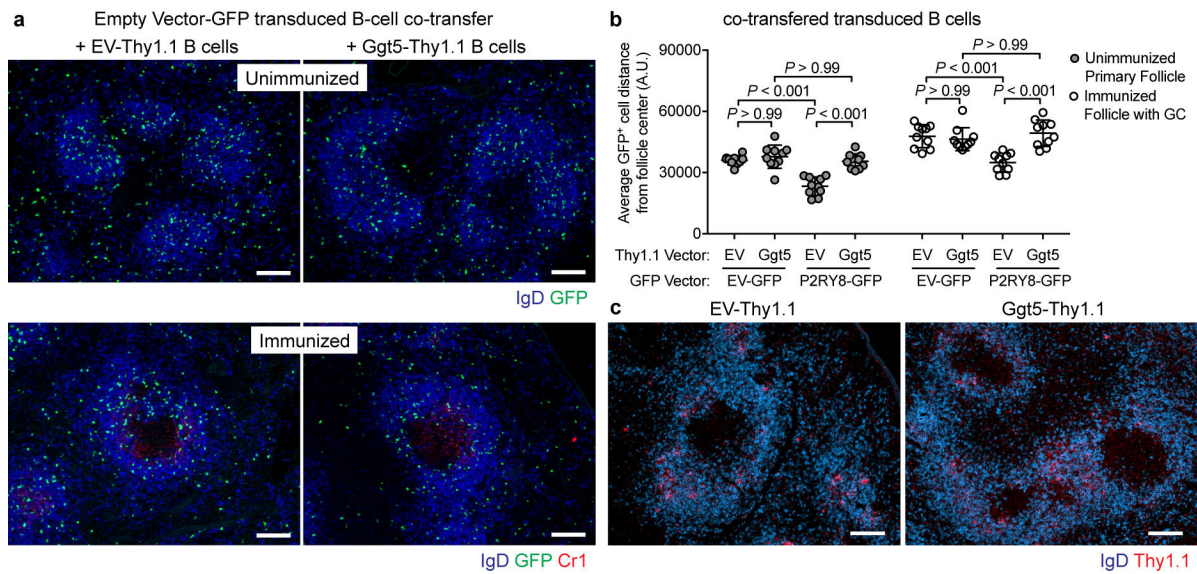 a
Empty Vector-GFP transduced B-cell co-transfer
+ EV-Thy1.1 B cells
+ Ggt5-Thy1.1 B cells
Unimmunized
IgD GFP
Immunized
IgD GFP Cr1
b
co-transfered transduced B cells
Average GFP⁺ cell distance
from follicle center (A.U.)
90000
60000
30000
0
P > 0.99
P < 0.001
P > 0.99
P < 0.001
P > 0.99
P < 0.001
P > 0.99
P < 0.001
Unimmunized
Primary Follicle
Immunized
Follicle with GC
Thy1.1 Vector: EV Ggt5 EV Ggt5 EV Ggt5 EV Ggt5
GFP Vector: EV-GFP P2RY8-GFP EV-GFP P2RY8-GFP
c
EV-Thy1.1
Ggt5-Thy1.1
IgD Thy1.1